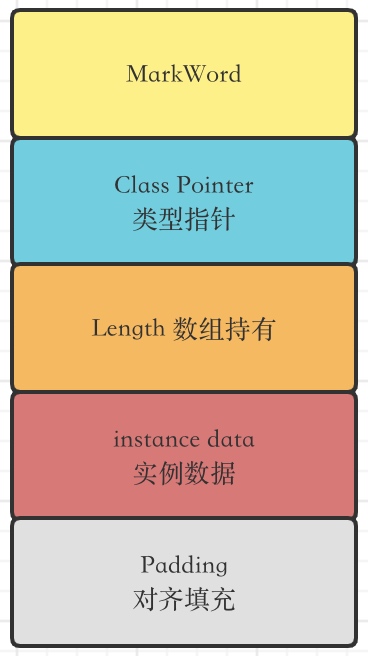 MarkWord
Class Pointer
类型指针
Length 数组持有
instance data
实例数据
Padding
对齐填充